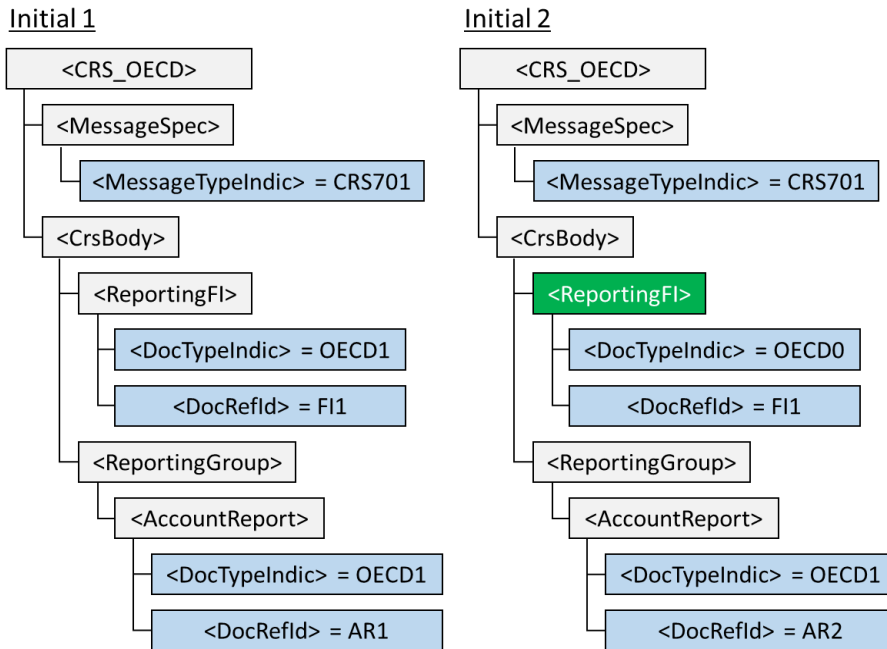 Initial 1
<CRS_OECD>
<MessageSpec>
<MessageTypeIndic> = CRS701
<CrsBody>
<ReportingFI>
<DocTypeIndic> = OECD1
<DocRefId> = FI1
<ReportingGroup>
<AccountReport>
<DocTypeIndic> = OECD1
<DocRefId> = AR1
Initial 2
<CRS_OECD>
<MessageSpec>
<MessageTypeIndic> = CRS701
<CrsBody>
<ReportingFI>
<DocTypeIndic> = OECD0
<DocRefId> = FI1
<ReportingGroup>
<AccountReport>
<DocTypeIndic> = OECD1
<DocRefId> = AR2